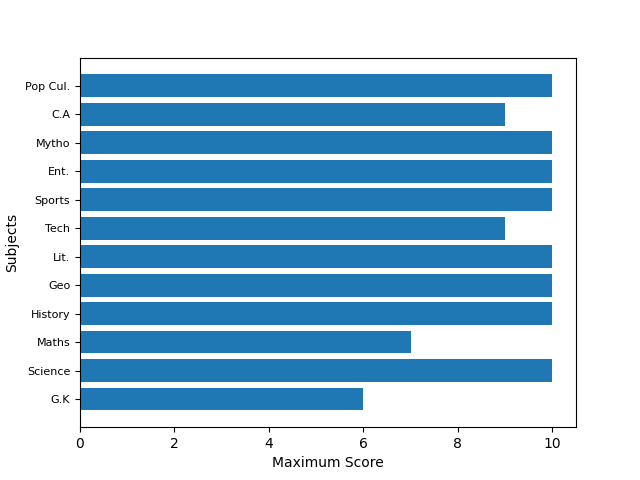 Pop Cul.
C.A
Mytho
Ent.
Sports
Tech
Lit.
Geo
History
Maths
Science
G.K
Subjects
0 2 4 6 8 10
Maximum Score